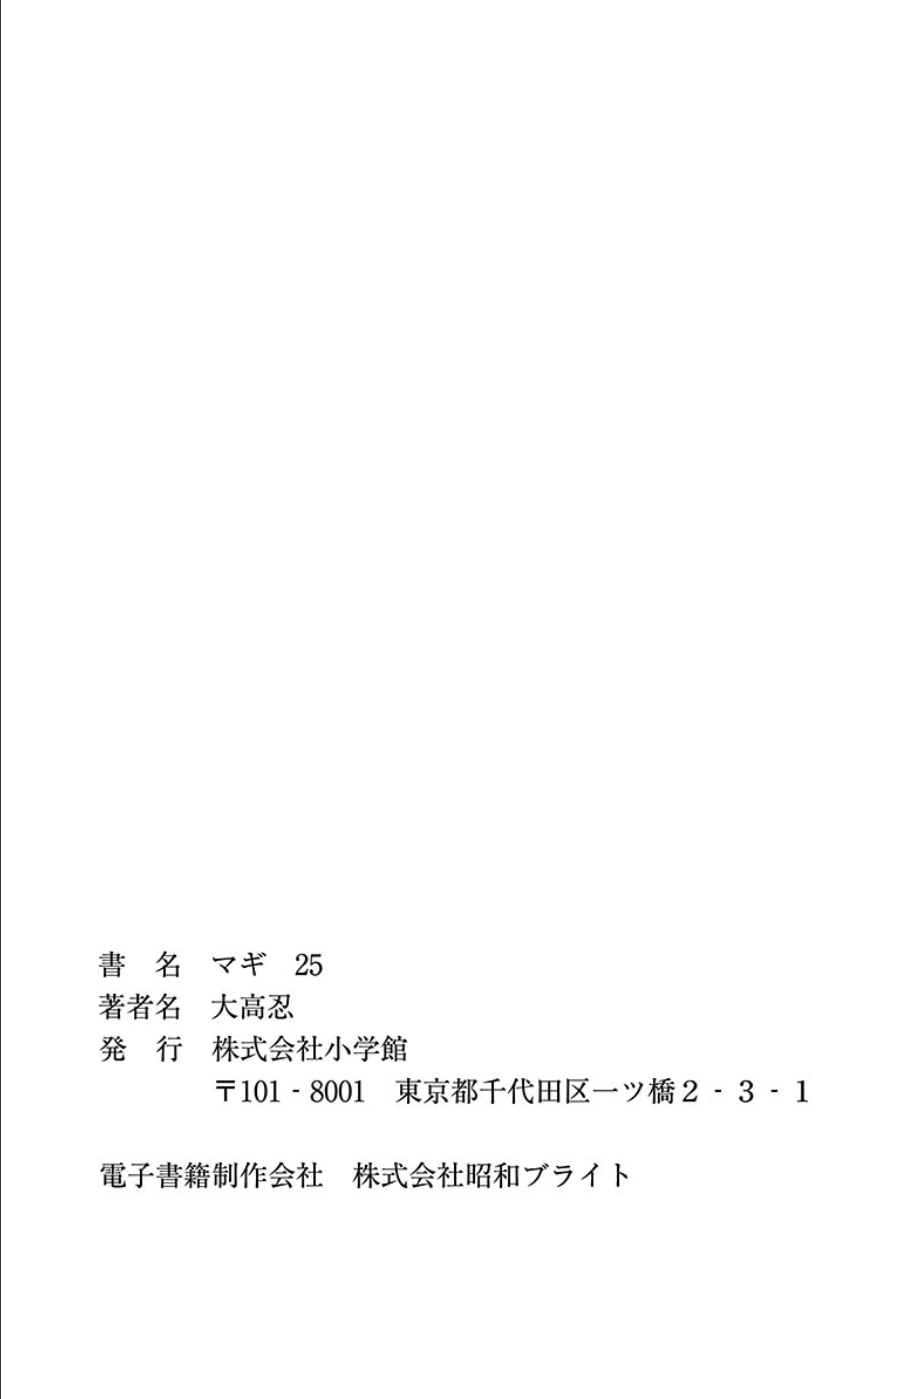 書　名　マギ　25
著者名　大高忍
発　行　株式会社小学館
〒101 - 8001　東京都千代田区一ツ橋２ - ３ - １
電子書籍制作会社　株式会社昭和ブライト